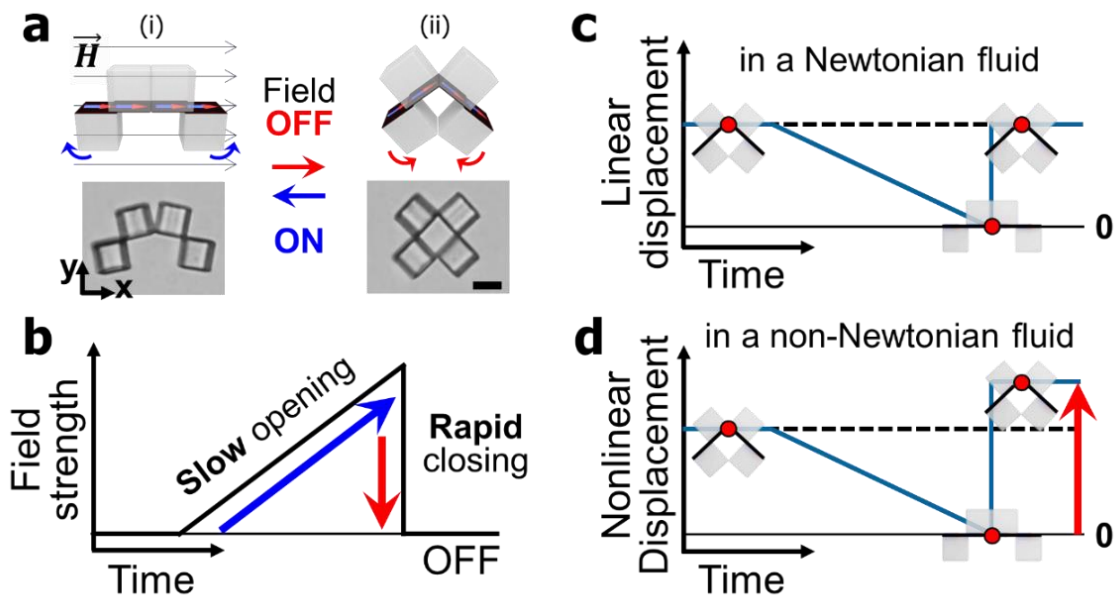 a
(i)
(ii)
H
Field
OFF
ON
y
x
b
Field
strength
Slow opening
Rapid
closing
OFF
Time
c
in a Newtonian fluid
Linear
displacement
0
Time
d
in a non-Newtonian fluid
Nonlinear
Displacement
0
Time